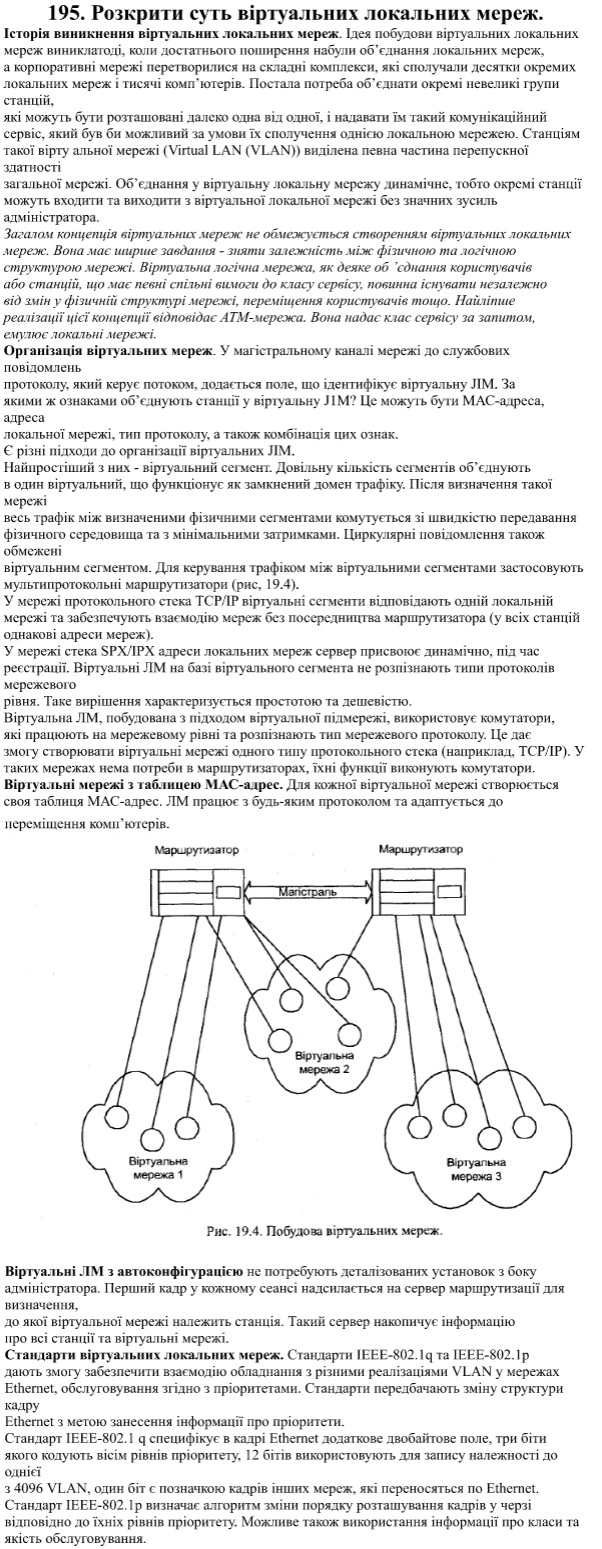 195. Розкрити суть віртуальних локальних мереж.
Історія виникнення віртуальних локальних мереж. Ідея побудови віртуальних локальних
мереж виниклатоді, коли достатнього поширення набули об’єднання локальних мереж,
а корпоративні мережі перетворилися на складні комплекси, які сполучали десятки окремих
локальних мереж і тисячі комп’ютерів. Постала потреба об’єднати окремі невеликі групи
станцій,
які можуть бути розташовані далеко одна від одної, і надавати їм такий комунікаційний
сервіс, який був би можливий за умови їх сполучення однією локальною мережею. Станціям
такої вірту альної мережі (Virtual LAN (VLAN)) виділена певна частина перепускної
здатності
загальної мережі. Об’єднання у віртуальну локальну мережу динамічне, тобто окремі станції
можуть входити та виходити з віртуальної локальної мережі без значних зусиль
адміністратора.
Загалом концепція віртуальних мереж не обмежується створенням віртуальних локальних
мереж. Вона має ширше завдання - зняти залежність між фізичною та логічною
структурою мережі. Віртуальна логічна мережа, як деяке об ’єднання користувачів
або станцій, що має певні спільні вимоги до класу сервісу, повинна існувати незалежно
від змін у фізичній структурі мережі, переміщення користувачів тощо. Найліпше
реалізації цієї концепції відповідає АТМ-мережа. Вона надає клас сервісу за запитом,
емулює локальні мережі.
Організація віртуальних мереж. У магістральному каналі мережі до службових
повідомлень
протоколу, який керує потоком, додається поле, що ідентифікує віртуальну ЛМ. За
якими ж ознаками об’єднують станції у віртуальну J1M? Це можуть бути МАС-адреса,
адреса
локальної мережі, тип протоколу, а також комбінація цих ознак.
Є різні підходи до організації віртуальних ЛМ.
Найпростіший з них - віртуальний сегмент. Довільну кількість сегментів об’єднують
в один віртуальний, що функціонує як замкнений домен трафіку. Після визначення такої
мережі
весь трафік між визначеними фізичними сегментами комутується зі швидкістю передавання
фізичного середовища та з мінімальними затримками. Циркулярні повідомлення також
обмежені
віртуальним сегментом. Для керування трафіком між віртуальними сегментами застосовують
мультипротокольні маршрутизатори (рис, 19.4).
У мережі протокольного стека TCP/IP віртуальні сегменти відповідають одній локальній
мережі та забезпечують взаємодію мереж без посередництва маршрутизатора (у всіх станцій
однакові адреси мереж).
У мережі стека SPX/IPX адреси локальних мереж сервер присвоює динамічно, під час
реєстрації. Віртуальні ЛМ на базі віртуального сегмента не розпізнають типи протоколів
мережевого
рівня. Таке вирішення характеризується простотою та дешевістю.
Віртуальна ЛМ, побудована з підходом віртуальної підмережі, використовує комутатори,
які працюють на мережевому рівні та розпізнають тип мережевого протоколу. Це дає
змогу створювати віртуальні мережі одного типу протокольного стека (наприклад, TCP/IP). У
таких мережах нема потреби в маршрутизаторах, їхні функції виконують комутатори.
Віртуальні мережі з таблицею МАС-адрес. Для кожної віртуальної мережі створюється
своя таблиця МАС-адрес. ЛМ працює з будь-яким протоколом та адаптується до
переміщення комп’ютерів.
Маршрутизатор
Маршрутизатор
Магістраль
Віртуальна
мережа 2
Віртуальна
мережа 1
Віртуальна
мережа 3
Рис. 19.4. Побудова віртуальних мереж.
Віртуальні ЛМ з автоконфігурацією не потребують деталізованих установок з боку
адміністратора. Перший кадр у кожному сеансі надсилається на сервер маршрутизації для
визначення,
до якої віртуальної мережі належить станція. Такий сервер накопичує інформацію
про всі станції та віртуальні мережі.
Стандарти віртуальних локальних мереж. Стандарти IEEE-802.1q та IEEE-802.1p
дають змогу забезпечити взаємодію обладнання з різними реалізаціями VLAN у мережах
Ethernet, обслуговування згідно з пріоритетами. Стандарти передбачають зміну структури
кадру
Ethernet з метою занесення інформації про пріоритети.
Стандарт IEEE-802.1 q специфікує в кадрі Ethernet додаткове двобайтове поле, три біти
якого кодують вісім рівнів пріоритету, 12 бітів використовують для запису належності до
однієї
з 4096 VLAN, один біт є позначкою кадрів інших мереж, які переносяться по Ethernet.
Стандарт IEEE-802.1p визначає алгоритм зміни порядку розташування кадрів у черзі
відповідно до їхніх рівнів пріоритету. Можливе також використання інформації про класи та
якість обслуговування.